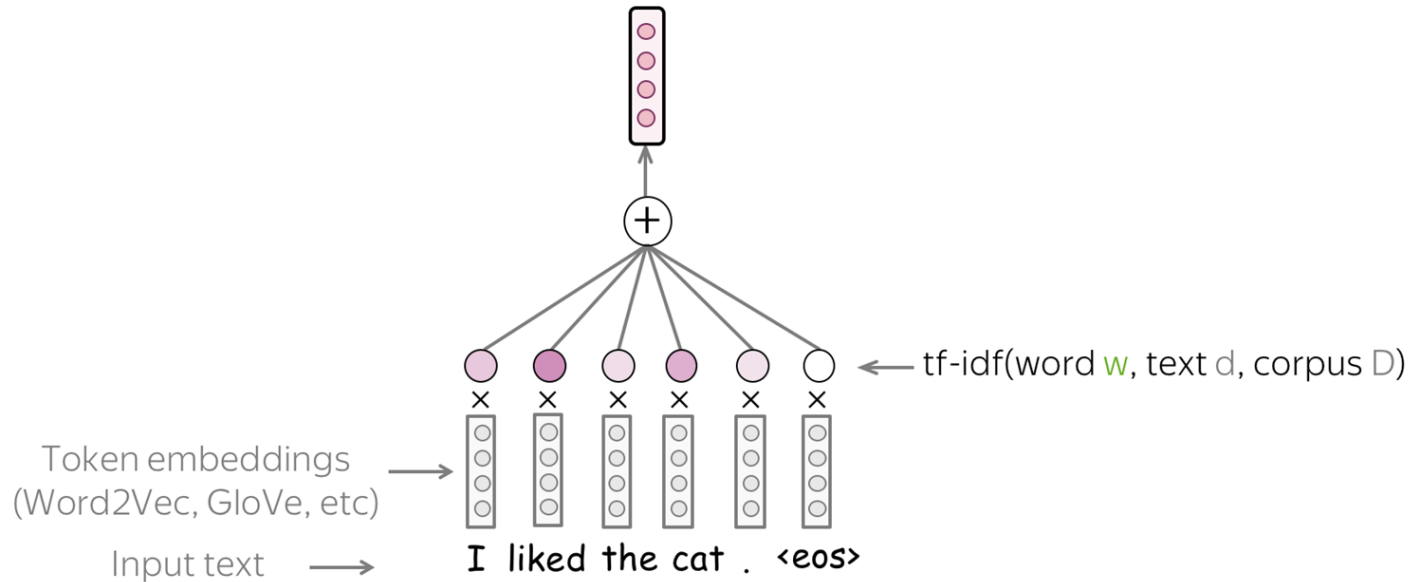 +
tf-idf(word w, text d, corpus D)
× × × × × ×
Token embeddings
(Word2Vec, GloVe, etc)
Input text
I liked the cat . <eos>